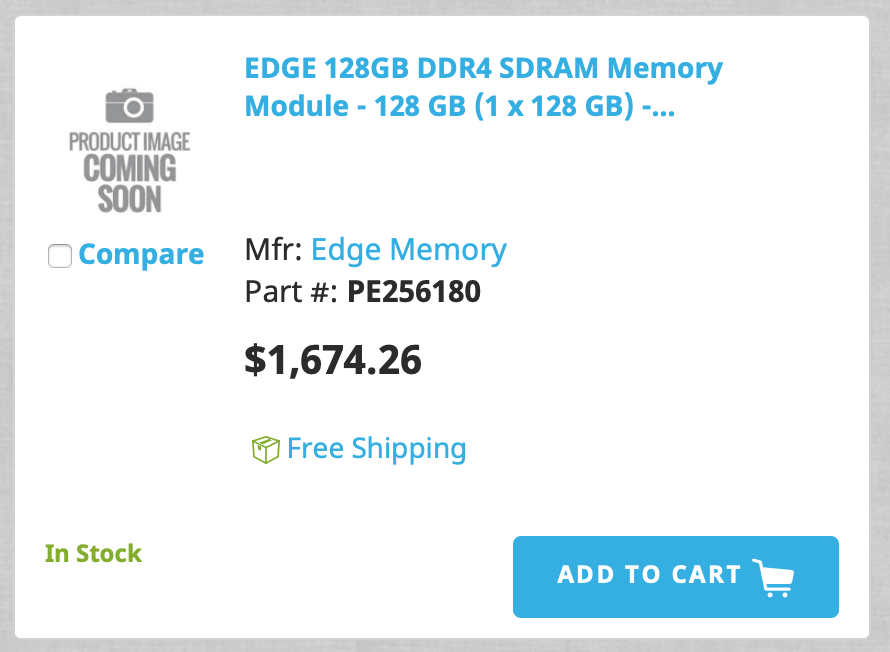 EDGE 128GB DDR4 SDRAM Memory
Module - 128 GB (1 x 128 GB) -...
PRODUCT IMAGE
COMING
SOON
Compare
Mfr: Edge Memory
Part #: PE256180
$1,674.26
Free Shipping
In Stock
ADD TO CART